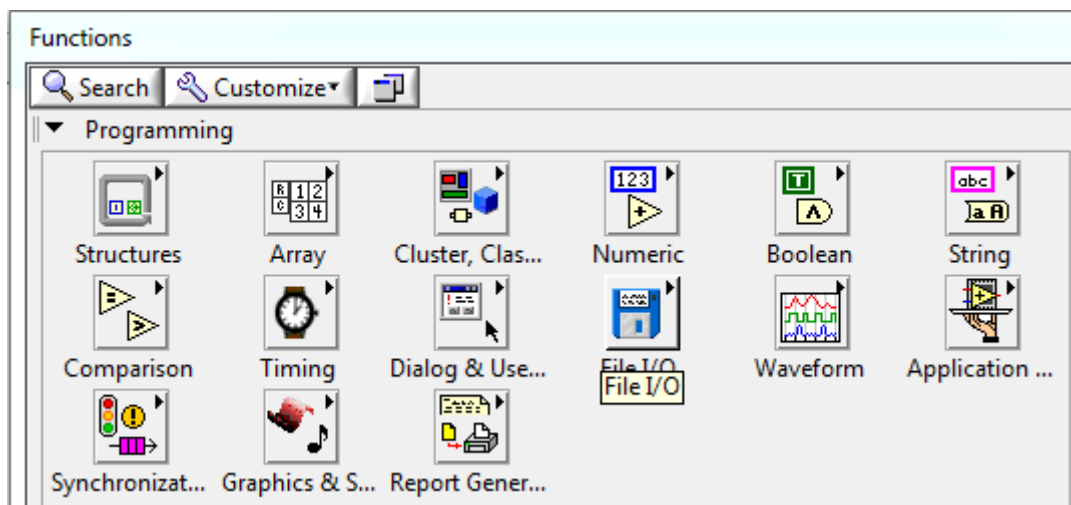 Functions
Search Customize
Programming
Structures Array Cluster, Clas... Numeric Boolean String
Comparison Timing Dialog & Use... File I/O Waveform Application ...
File I/O
Synchronizat... Graphics & S... Report Gener...